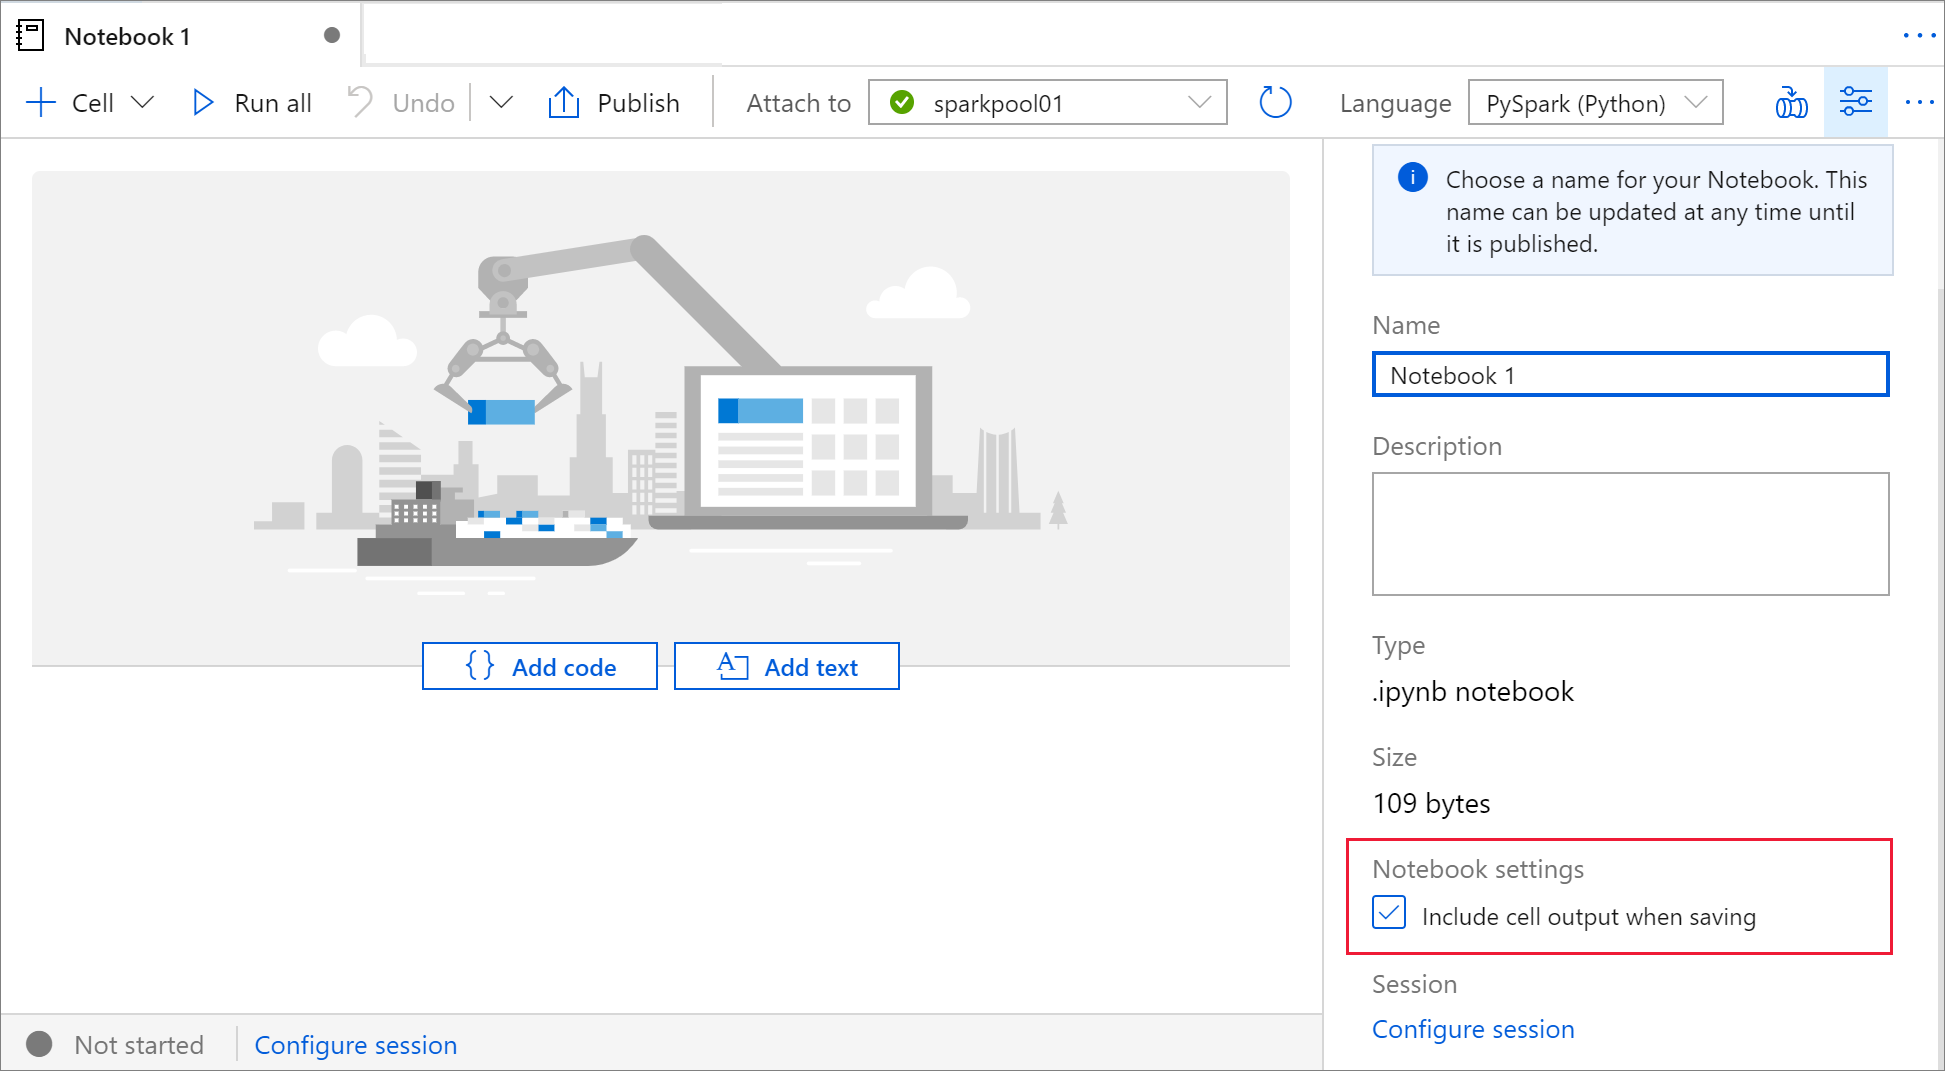 Notebook 1
Cell
Run all
Undo
Publish
Attach to
sparkpool01
Language
PySpark (Python)
Choose a name for your Notebook. This
name can be updated at any time until
it is published.
Name
Notebook 1
Description
Add code
Add text
Type
.ipynb notebook
Size
109 bytes
Notebook settings
Include cell output when saving
Session
Configure session
Not started
Configure session